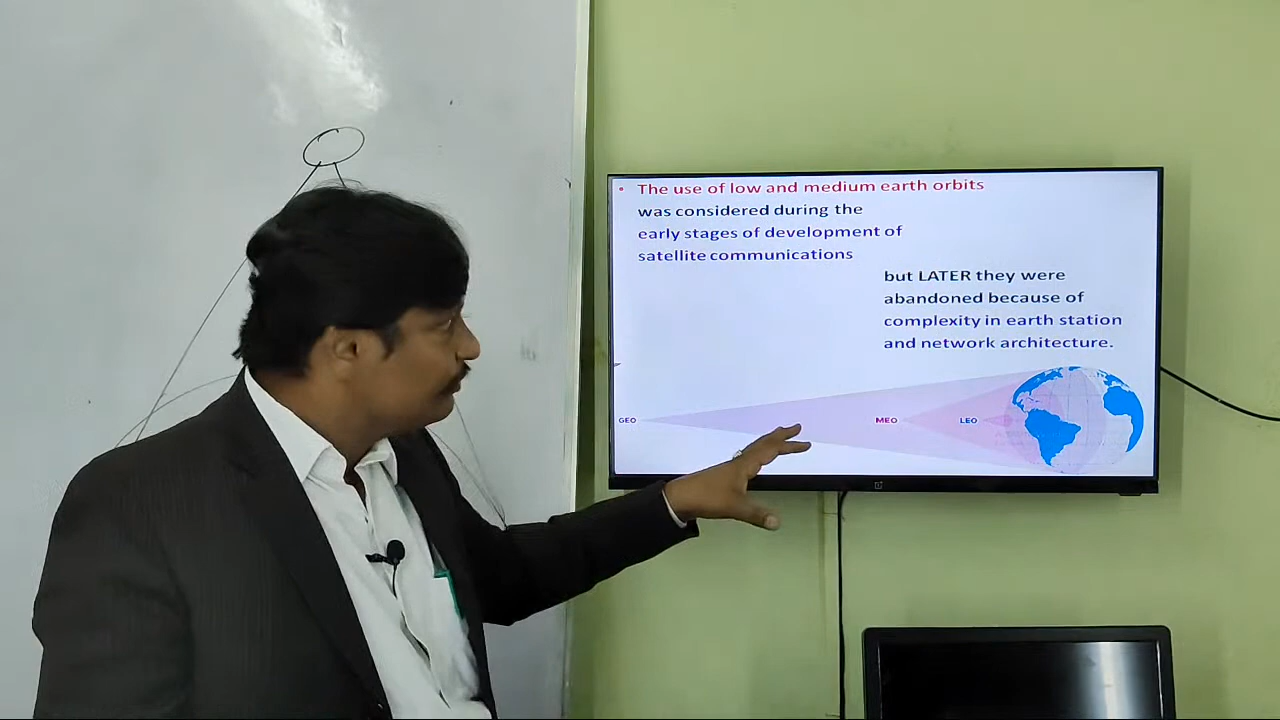 • The use of low and medium earth orbits
was considered during the
early stages of development of
satellite communications
but LATER they were
abandoned because of
complexity in earth station
and network architecture.
GEO
MEO
LEO